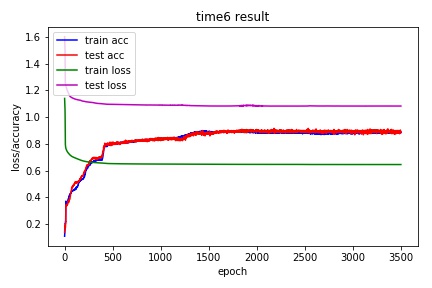 time6 result
train acc
test acc
train loss
test loss
1.6
1.4
1.2
1.0
0.8
0.6
0.4
0.2
loss/accuracy
0 500 1000 1500 2000 2500 3000 3500
epoch